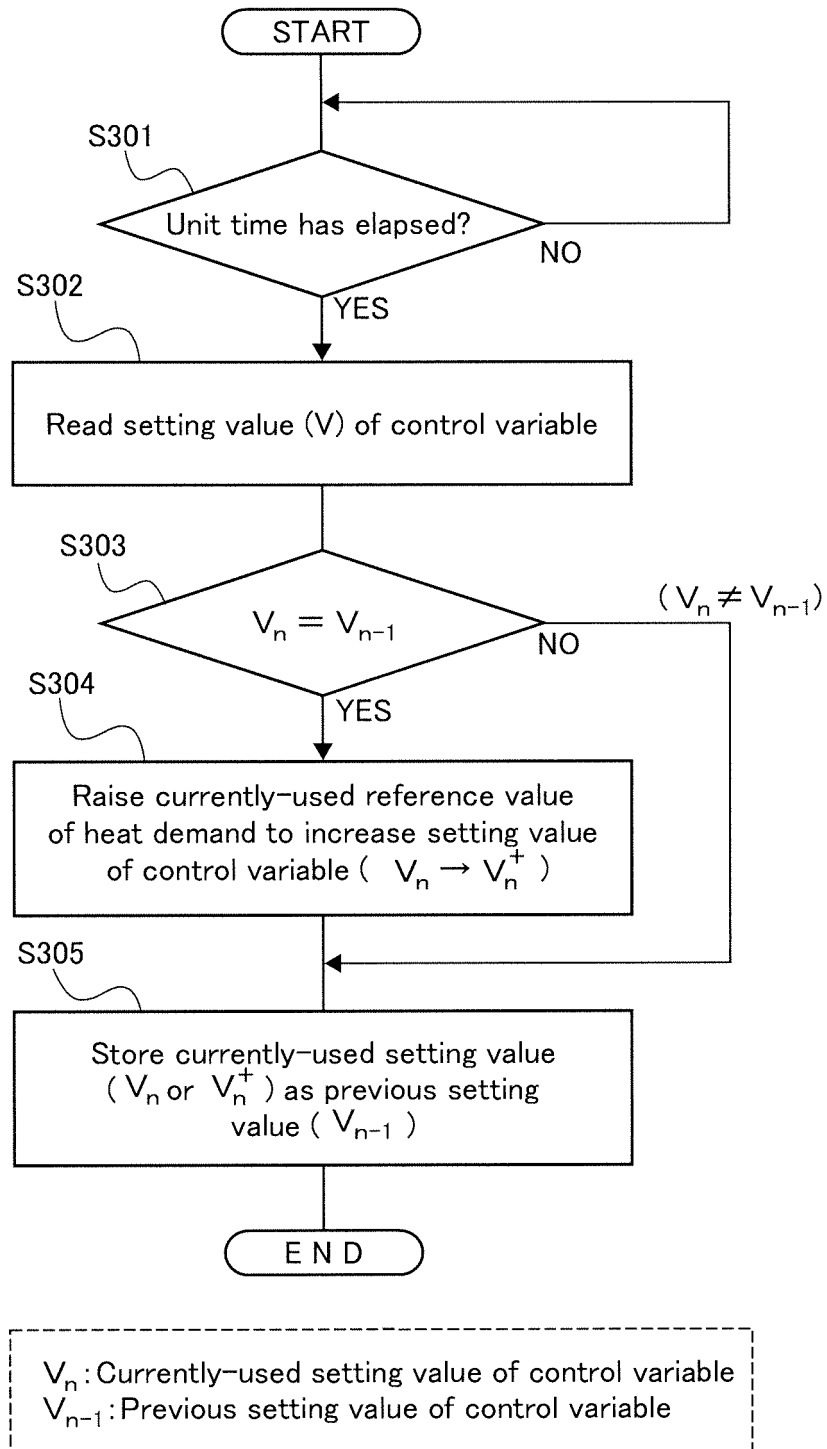 START
S301
Unit time has elapsed?
NO
YES
S302
Read setting value (V) of control variable
S303
(Vn ≠ Vn-1)
Vn = Vn-1
NO
YES
S304
Raise currently-used reference value
of heat demand to increase setting value
of control variable ( Vn → Vn+ )
S305
Store currently-used setting value
( Vn or Vn+ ) as previous setting
value ( Vn-1 )
END
Vn : Currently-used setting value of control variable
Vn-1 : Previous setting value of control variable